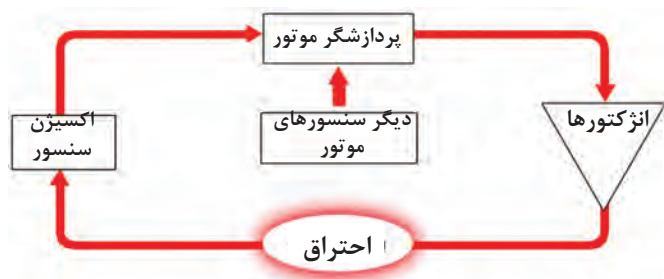 پردازشگر موتور
اکسیژن
سنسور
دیگر سنسورهای
موتور
انژکتورها
احتراق